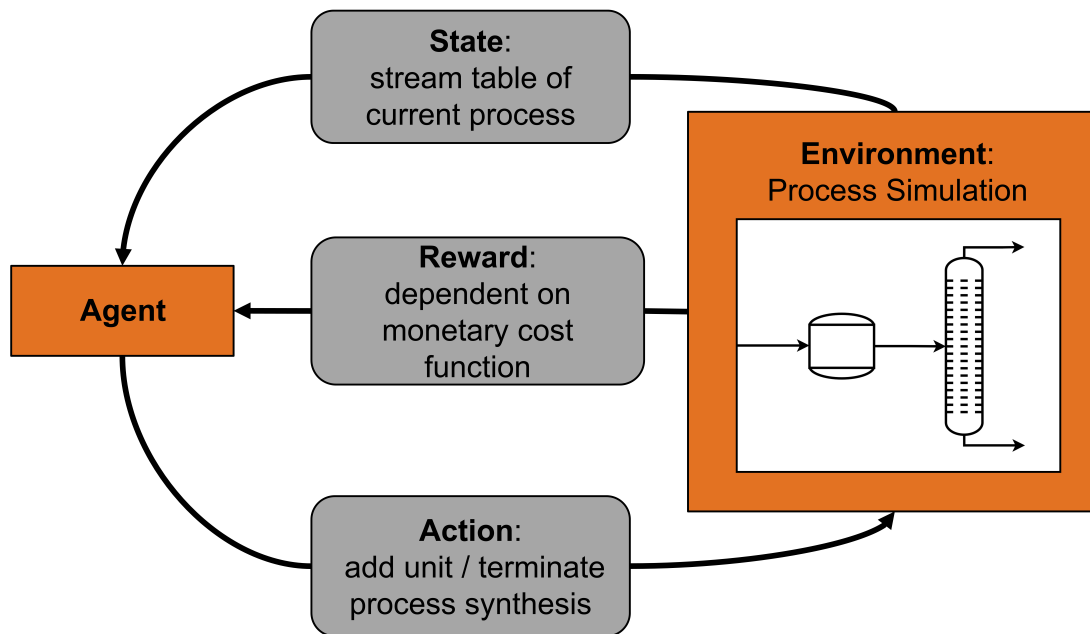 State:
stream table of
current process
Environment:
Process Simulation
Reward:
dependent on
monetary cost
function
Agent
Action:
add unit / terminate
process synthesis